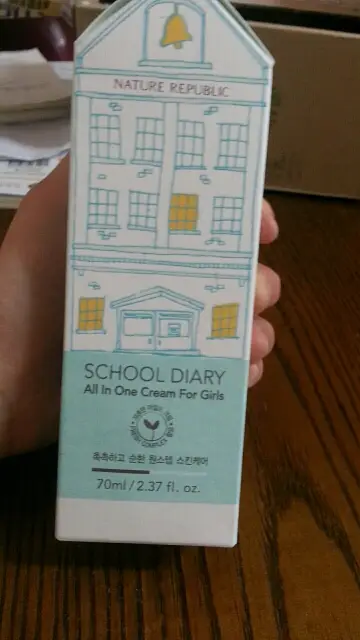 NATURE REPUBLIC
SCHOOL DIARY
All In One Cream For Girls
촉촉하고 순한 원스텝 스킨케어
70ml / 2.37 fl. oz.